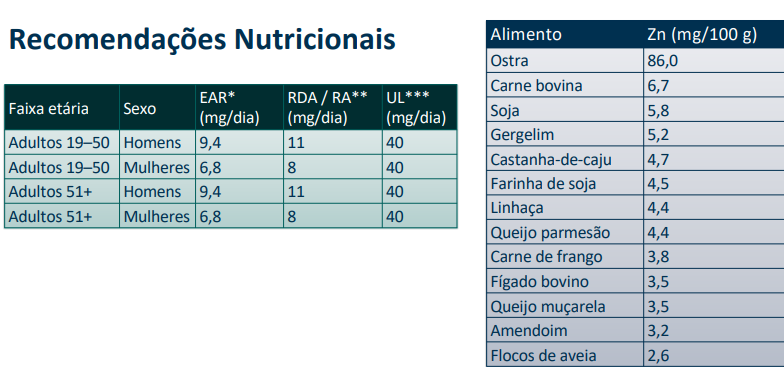 Recomendações Nutricionais
Faixa etária Sexo EAR* (mg/dia) RDA / RA** (mg/dia) UL*** (mg/dia)
Adultos 19–50 Homens 9,4 11 40
Adultos 19–50 Mulheres 6,8 8 40
Adultos 51+ Homens 9,4 11 40
Adultos 51+ Mulheres 6,8 8 40
Alimento Zn (mg/100 g)
Ostra 86,0
Carne bovina 6,7
Soja 5,8
Gergelim 5,2
Castanha-de-caju 4,7
Farinha de soja 4,5
Linhaça 4,4
Queijo parmesão 4,4
Carne de frango 3,8
Fígado bovino 3,5
Queijo muçarela 3,5
Amendoim 3,2
Flocos de aveia 2,6